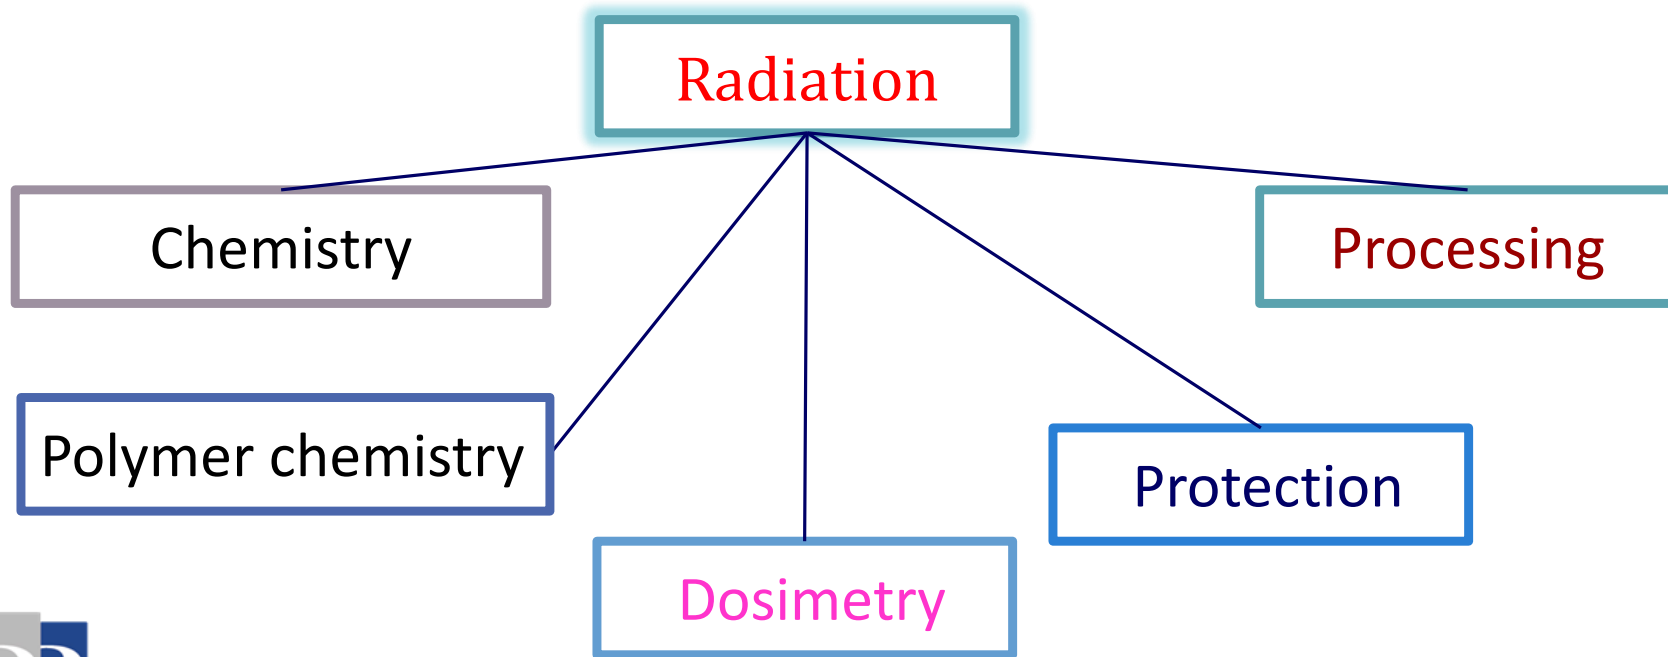 Radiation
Chemistry
Processing
Polymer chemistry
Protection
Dosimetry